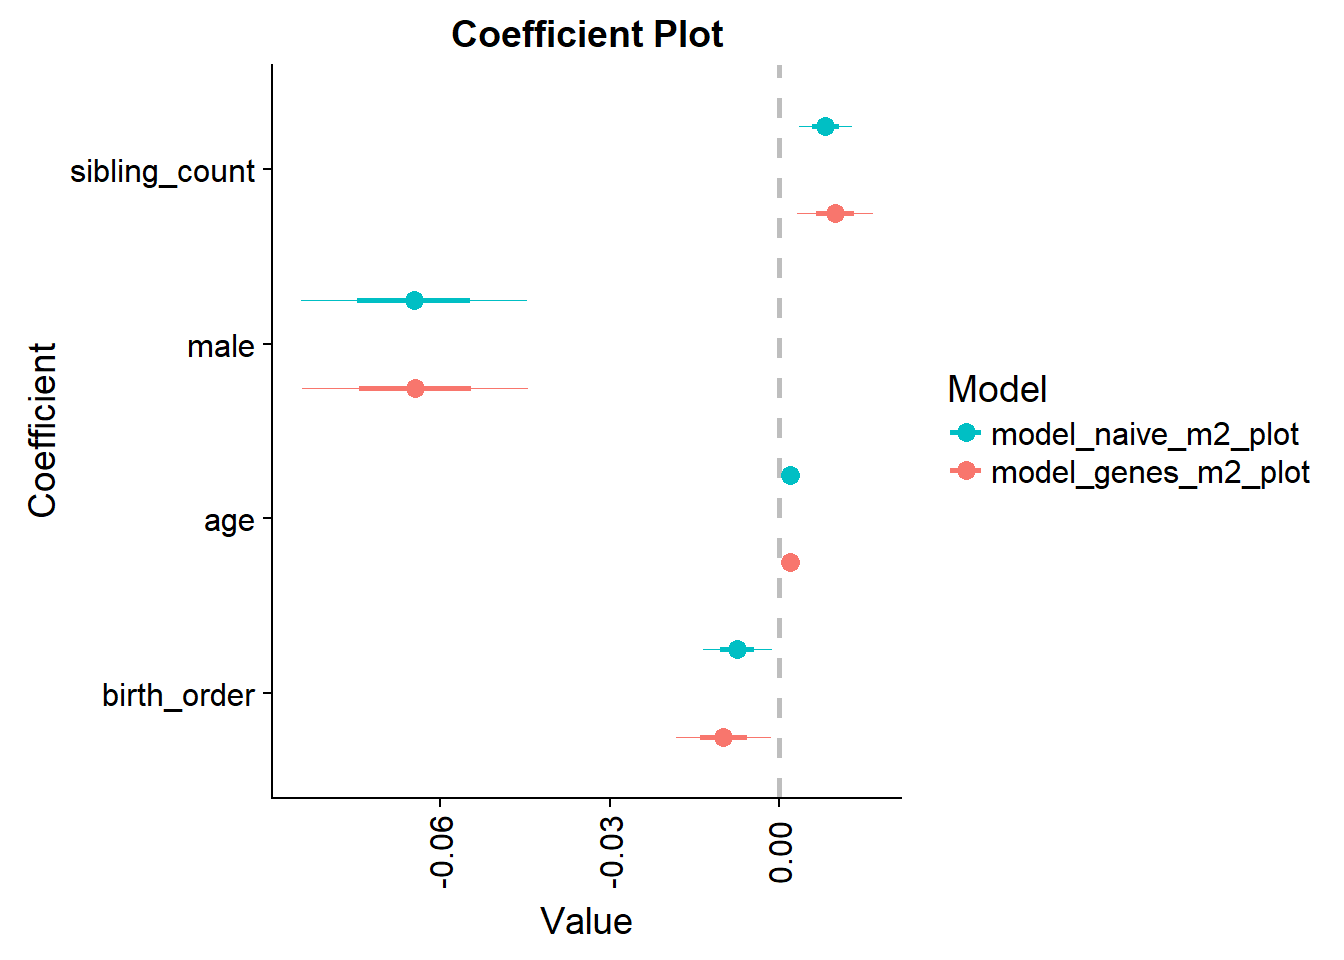 Coefficient Plot
sibling_count
male
age
birth_order
Coefficient
-0.06
-0.03
0.00
Value
Model
model_naive_m2_plot
model_genes_m2_plot